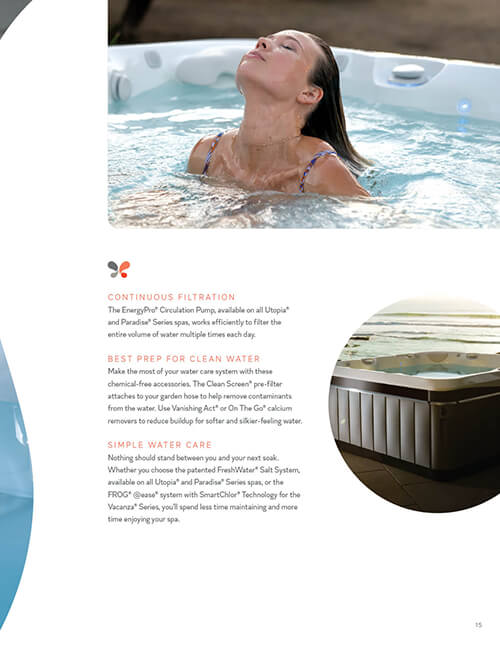 CONTINUOUS FILTRATION
The EnergyPro® Circulation Pump, available on all Utopia®
and Paradise® Series spas, works efficiently to filter the
entire volume of water multiple times each day.
BEST PREP FOR CLEAN WATER
Make the most of your water care system with these
chemical-free accessories. The Clean Screen® pre-filter
attaches to your garden hose to help remove contaminants
from the water. Use Vanishing Act® or On The Go® calcium
removers to reduce buildup for softer and silkier-feeling water.
SIMPLE WATER CARE
Nothing should stand between you and your next soak.
Whether you choose the patented FreshWater® Salt System,
available on all Utopia® and Paradise® Series spas, or the
FROG® @ease® system with SmartChlor® Technology for the
Vacanza® Series, you'll spend less time maintaining and more
time enjoying your spa.
15